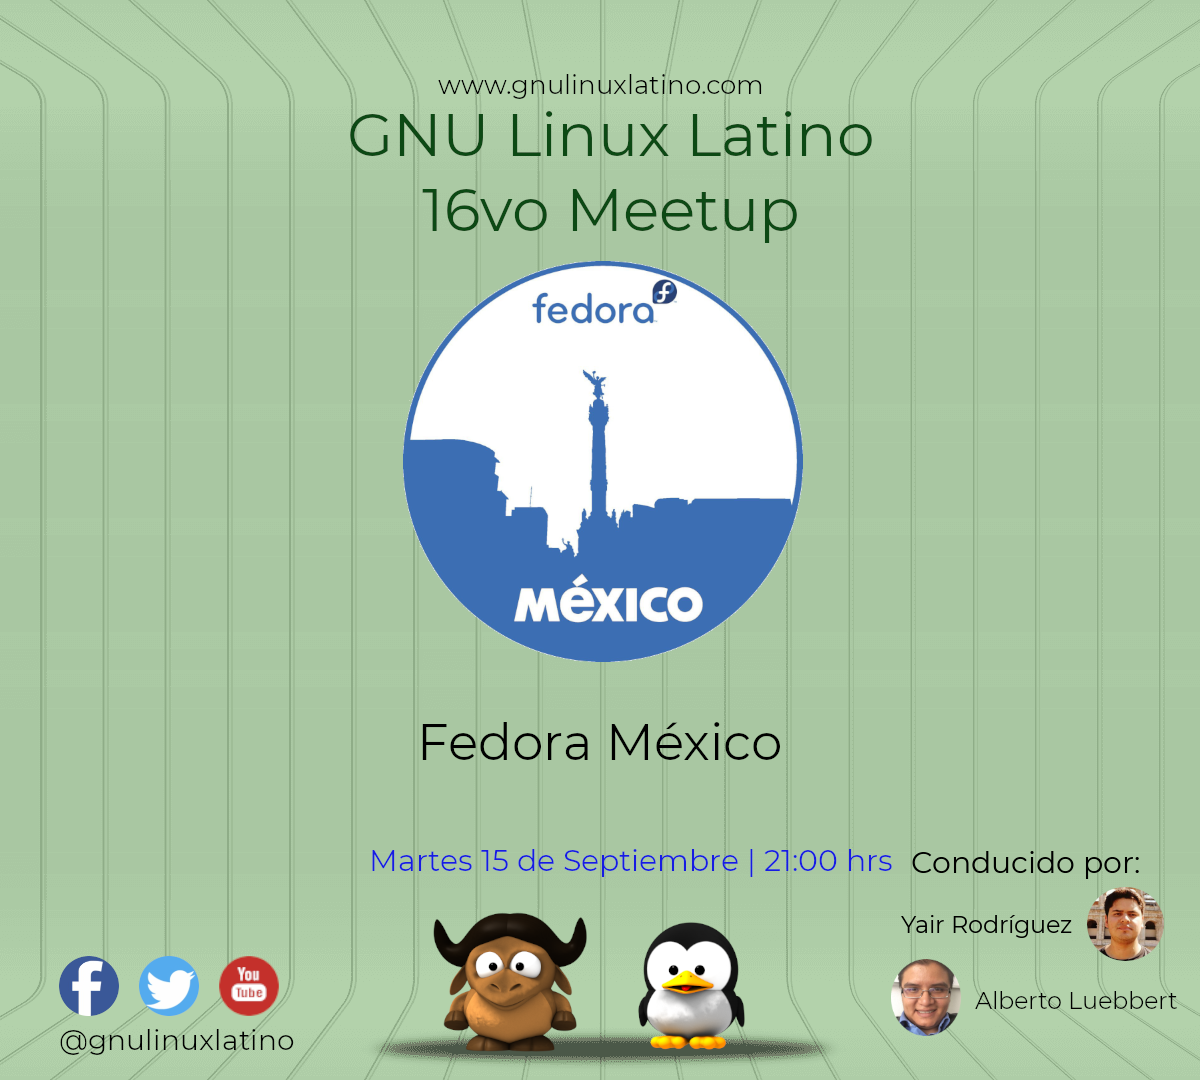 www.gnulinuxlatino.com
GNU Linux Latino
16vo Meetup
fedora
MéXICO
Fedora México
Martes 15 de Septiembre | 21:00 hrs
Conducido por:
Yair Rodríguez
Alberto Luebbert
You
Tube
@gnulinuxlatino